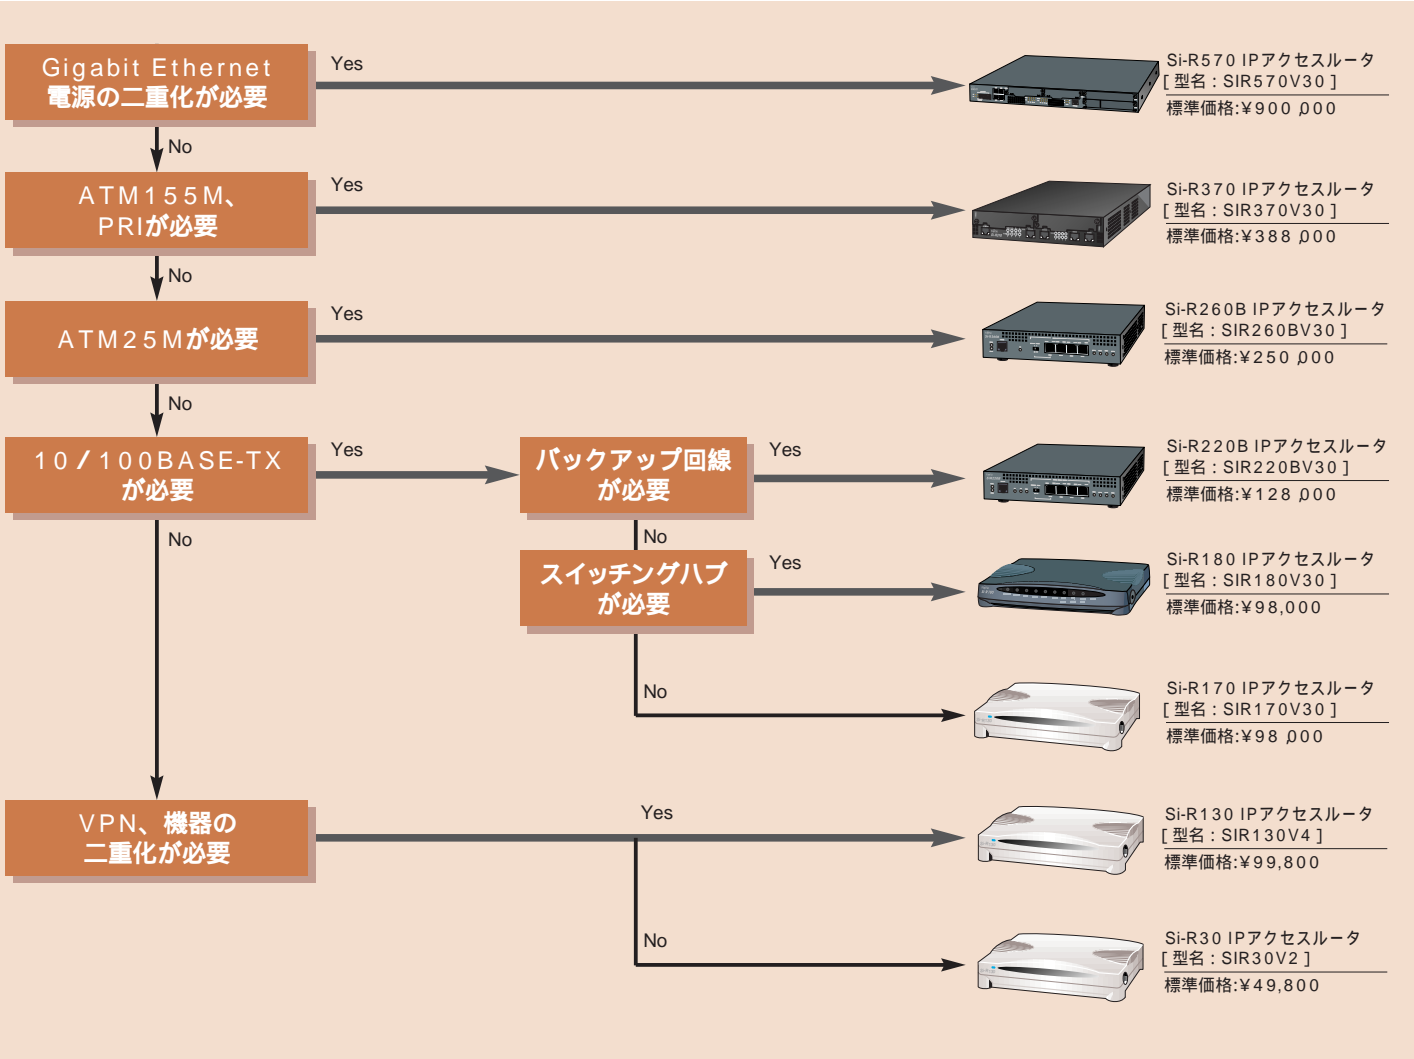 Gigabit Ethernet
電源の二重化が必要
Yes
Si-R570 IPアクセスルータ
[ 型名 : SIR570V30 ]
標準価格:¥900,000
No
ATM155M、
PRIが必要
Yes
Si-R370 IPアクセスルータ
[ 型名 : SIR370V30 ]
標準価格:¥388,000
No
ATM25Mが必要
Yes
Si-R260B IPアクセスルータ
[ 型名 : SIR260BV30 ]
標準価格:¥250,000
No
10/100BASE-TX
が必要
Yes
バックアップ回線
が必要
Yes
Si-R220B IPアクセスルータ
[ 型名 : SIR220BV30 ]
標準価格:¥128,000
No
No
スイッチングハブ
が必要
Yes
Si-R180 IPアクセスルータ
[ 型名 : SIR180V30 ]
標準価格:¥98,000
No
Si-R170 IPアクセスルータ
[ 型名 : SIR170V30 ]
標準価格:¥98,000
VPN、機器の
二重化が必要
Yes
Si-R130 IPアクセスルータ
[ 型名 : SIR130V4 ]
標準価格:¥99,800
No
Si-R30 IPアクセスルータ
[ 型名 : SIR30V2 ]
標準価格:¥49,800